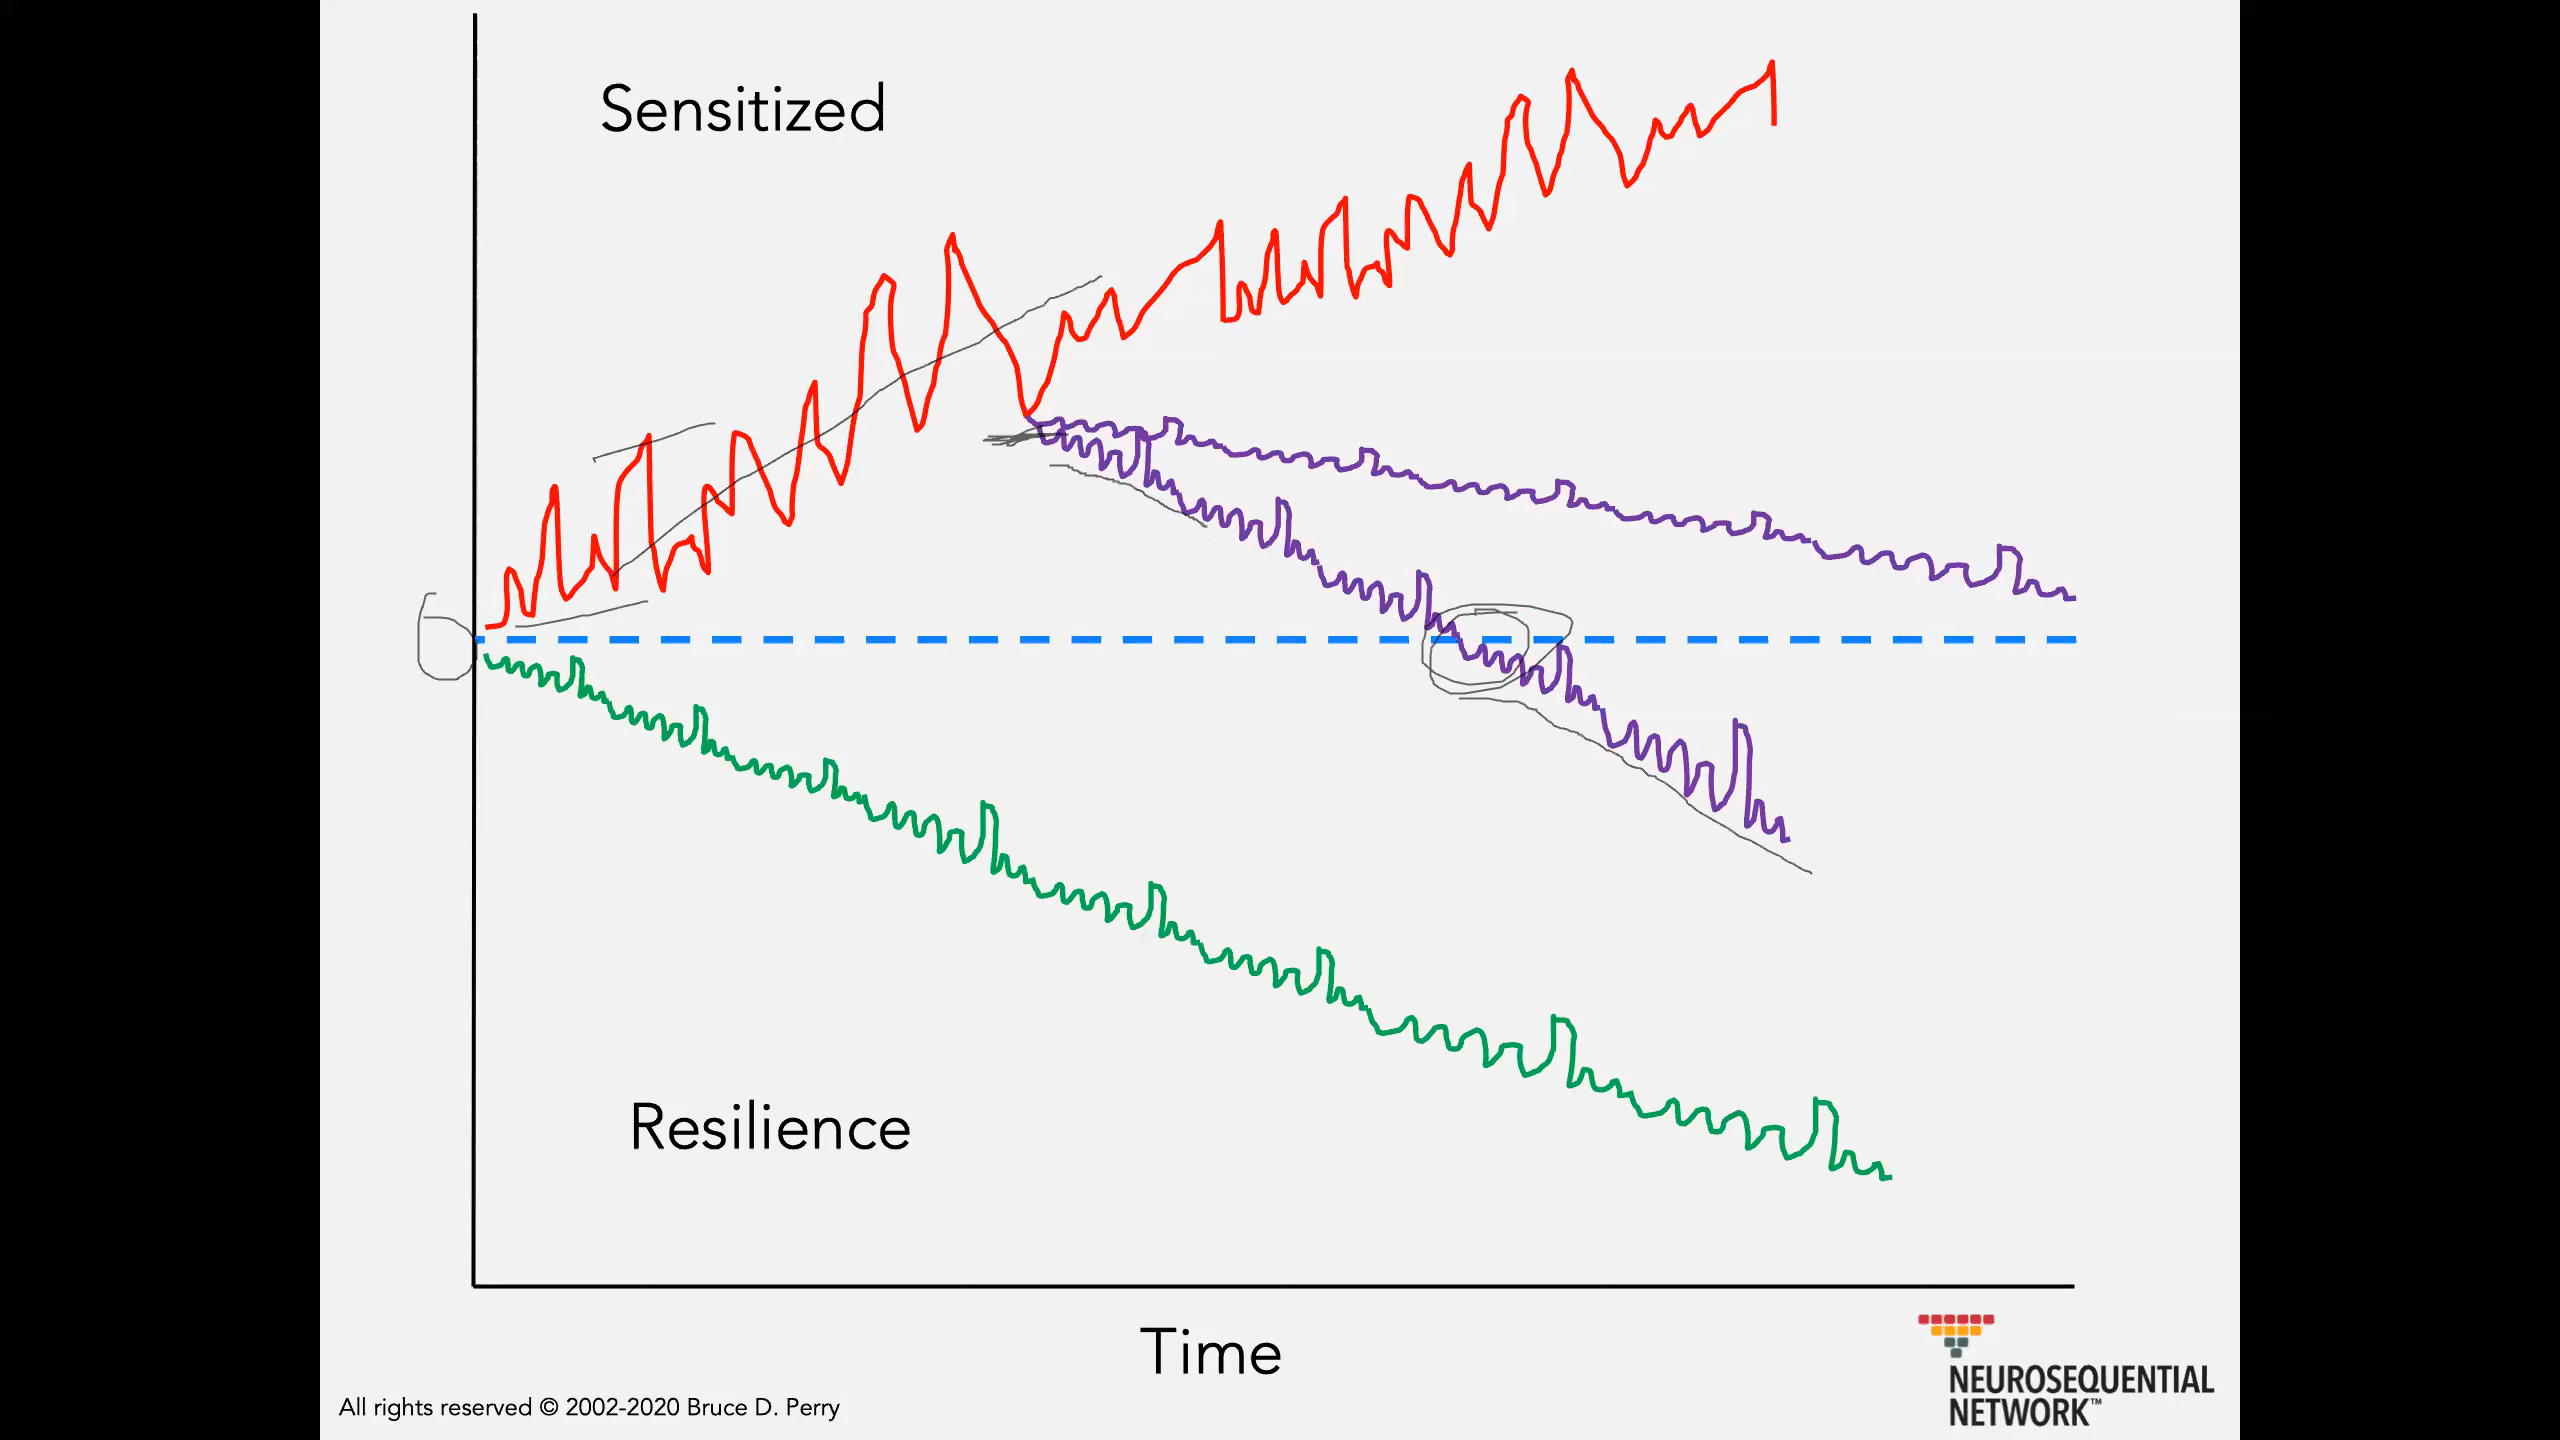 Sensitized
Resilience
Time
All rights reserved © 2002-2020 Bruce D. Perry
NEUROSEQUENTIAL
NETWORK™